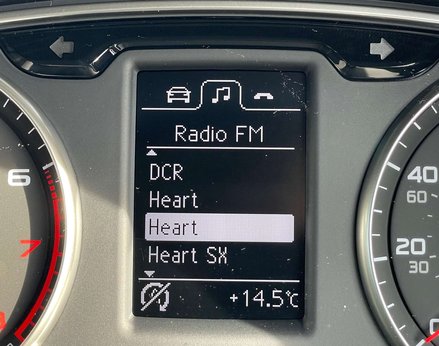 Radio FM
DCR
Heart
Heart
Heart SX
+14.5°C
6
7
40
60
20
30